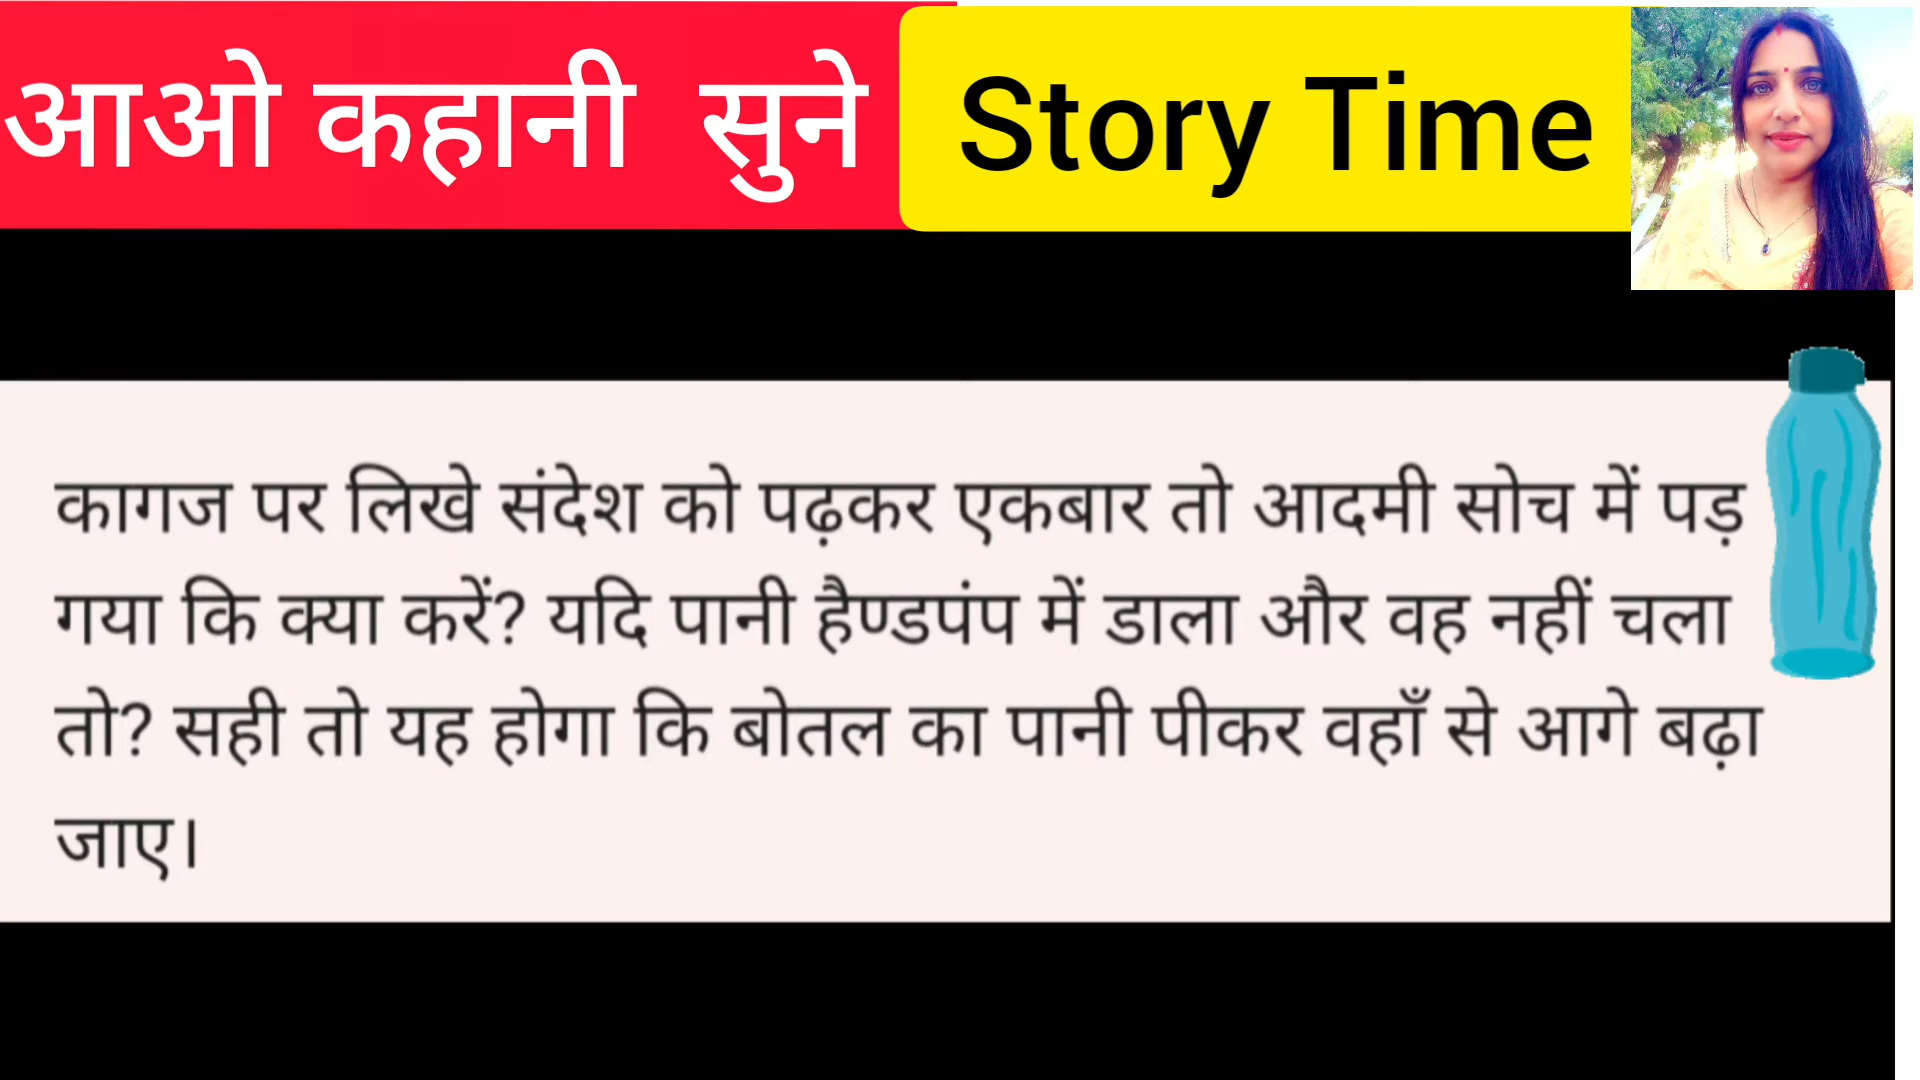 आओ कहानी सुने
Story Time
कागज पर लिखे संदेश को पढ़कर एकबार तो आदमी सोच में पड़
गया कि क्या करें? यदि पानी हैण्डपंप में डाला और वह नहीं चला
तो? सही तो यह होगा कि बोतल का पानी पीकर वहाँ से आगे बढ़ा
जाए।